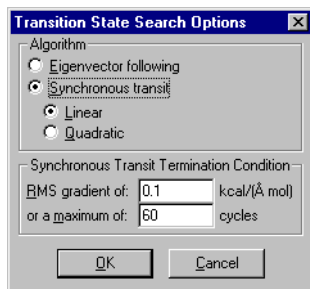 Transition State Search Options
Algorithm
Eigenvector following
Synchronous transit
Linear
Quadratic
Synchronous Transit Termination Condition
RMS gradient of: 0.1 kcal/(Å mol)
or a maximum of: 60 cycles
OK Cancel